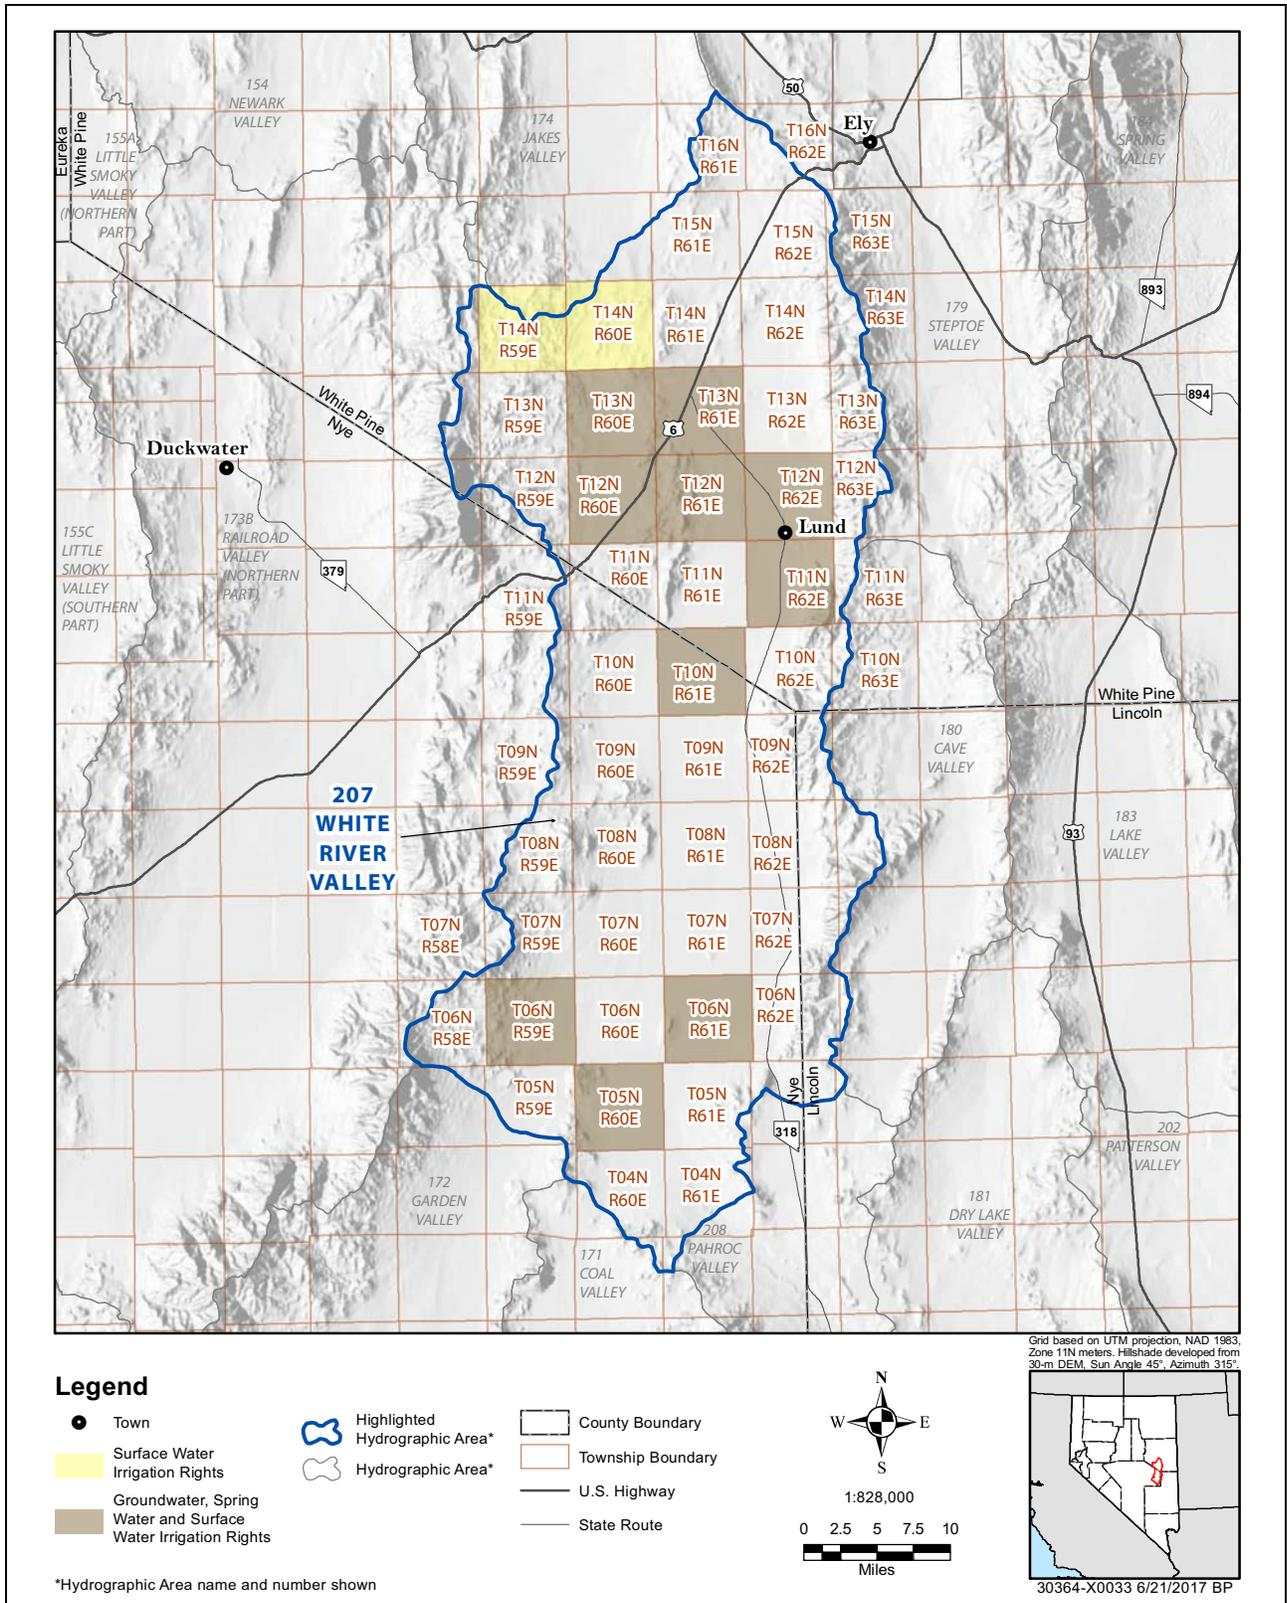 154
NEWARK
VALLEY
174
JAKES
VALLEY
50
Ely
184
SPRING
VALLEY
Eureka
White Pine
155A
LITTLE
SMOKY
VALLEY
(NORTHERN
PART)
T16N
R61E
T16N
R62E
T15N
R61E
T15N
R62E
T15N
R63E
T14N
R59E
T14N
R60E
T14N
R61E
T14N
R62E
T14N
R63E
179
STEPTOE
VALLEY
893
894
White Pine
Nye
Duckwater
T13N
R59E
T13N
R60E
6
T13N
R61E
T13N
R62E
T13N
R63E
T12N
R59E
T12N
R60E
T12N
R61E
T12N
R62E
T12N
R63E
Lund
155C
LITTLE
SMOKY
VALLEY
(SOUTHERN
PART)
173B
RAILROAD
VALLEY
(NORTHERN
PART)
379
T11N
R59E
T11N
R60E
T11N
R61E
T11N
R62E
T11N
R63E
T10N
R60E
T10N
R61E
T10N
R62E
T10N
R63E
White Pine
Lincoln
T09N
R59E
T09N
R60E
T09N
R61E
T09N
R62E
180
CAVE
VALLEY
207
WHITE
RIVER
VALLEY
T08N
R59E
T08N
R60E
T08N
R61E
T08N
R62E
93
183
LAKE
VALLEY
T07N
R58E
T07N
R59E
T07N
R60E
T07N
R61E
T07N
R62E
T06N
R58E
T06N
R59E
T06N
R60E
T06N
R61E
T06N
R62E
T05N
R59E
T05N
R60E
T05N
R61E
Nye
Lincoln
318
202
PATTERSON
VALLEY
172
GARDEN
VALLEY
T04N
R60E
T04N
R61E
181
DRY LAKE
VALLEY
208
PAHROC
VALLEY
171
COAL
VALLEY
Grid based on UTM projection, NAD 1983,
Zone 11N meters. Hillshade developed from
30-m DEM, Sun Angle 45°, Azimuth 315°.
Legend
Town
Surface Water
Irrigation Rights
Groundwater, Spring
Water and Surface
Water Irrigation Rights
Highlighted
Hydrographic Area*
Hydrographic Area*
County Boundary
Township Boundary
U.S. Highway
State Route
N
W
E
S
1:828,000
0 2.5 5 7.5 10
Miles
*Hydrographic Area name and number shown
30364-X0033 6/21/2017 BP